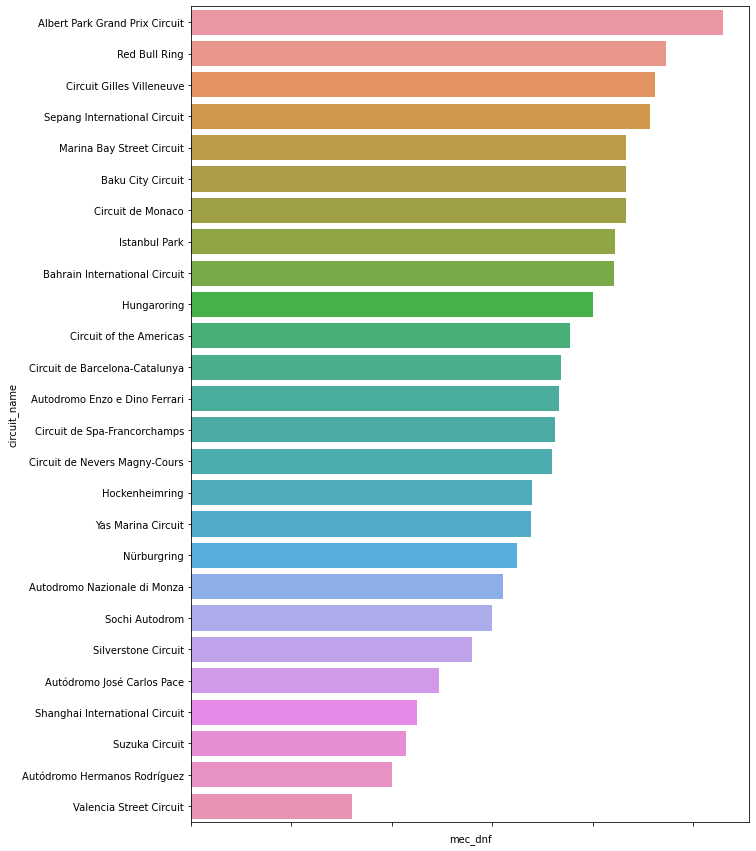 Albert Park Grand Prix Circuit
Red Bull Ring
Circuit Gilles Villeneuve
Sepang International Circuit
Marina Bay Street Circuit
Baku City Circuit
Circuit de Monaco
Istanbul Park
Bahrain International Circuit
Hungaroring
Circuit of the Americas
Circuit de Barcelona-Catalunya
Autodromo Enzo e Dino Ferrari
Circuit de Spa-Francorchamps
Circuit de Nevers Magny-Cours
Hockenheimring
Yas Marina Circuit
Nürburgring
Autodromo Nazionale di Monza
Sochi Autodrom
Silverstone Circuit
Autódromo José Carlos Pace
Shanghai International Circuit
Suzuka Circuit
Autódromo Hermanos Rodríguez
Valencia Street Circuit
circuit_name
mec_dnf